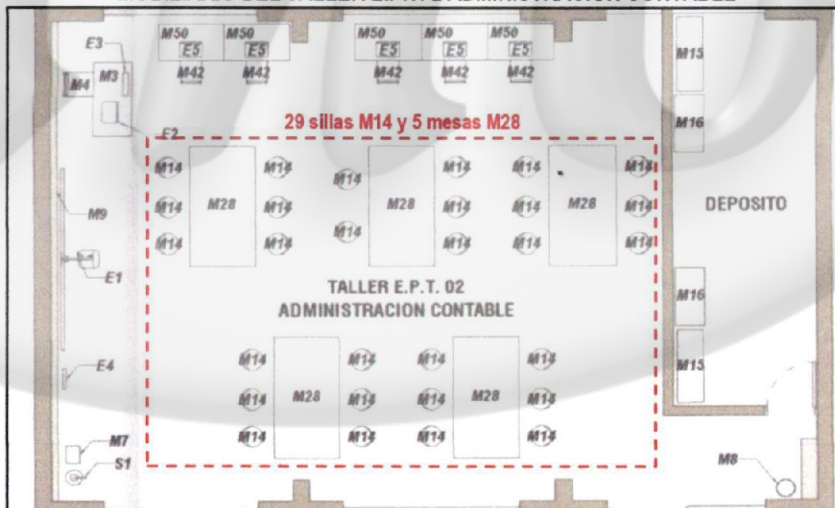 M50 M50 M50 M50 M50
E5 E5 E5 E5 E5
M42 M42 M42 M42 M42
E3
M4 M3
E2
M15
M16
29 sillas M14 y 5 mesas M28
M14 M14 M14 M14 M14 M14
M14 M28 M14 M28 M14 M14 M28 M14
M14 M14 M14 M14 M14 M14
DEPOSITO
M9
E1
TALLER E.P.T. 02
ADMINISTRACION CONTABLE
M16
M15
E4
M14 M14 M14 M14
M14 M28 M14 M14 M28 M14
M14 M14 M14 M14
M7
S1
M8